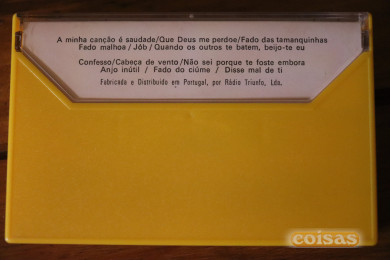 A minha canção é saudade/Que Deus me perdoe/Fado das tamanquinhas
Fado malhoa/Jôb/Quando os outros te batem, beijo-te eu
Confesso/Cabeça de vento/Não sei porque te foste embora
Anjo inútil / Fado do ciúme / Disse mal de ti
Fabricado e Distribuido em Portugal, por Rádio Triunfo, Lda.
coisas